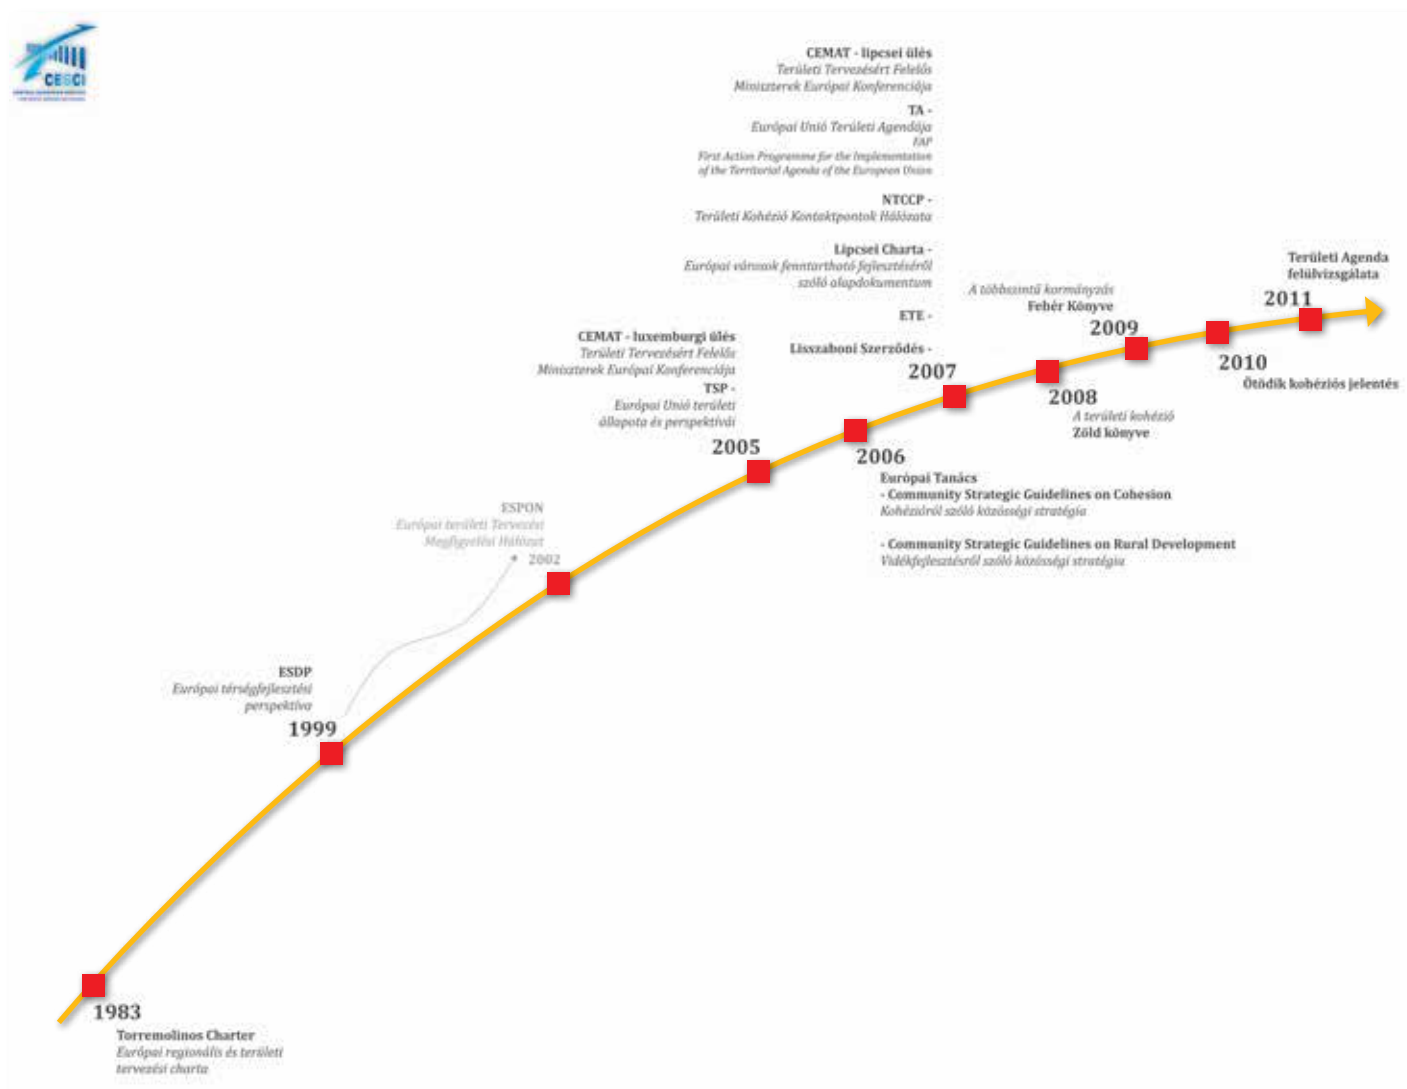 CESCI
CEMAT - lipcsei ülés
Területi Tervezésért Felelős
Miniszterek Európai Konferenciája
TA -
Európai Unió Területi Agendája
FAP
First Action Programme for the Implementation
of the Territorial Agenda of the European Union
NTCCP -
Területi Kohézió Kontaktpontok Hálózata
Lipcsei Charta -
Európai városok fenntartható fejlesztéséről
szóló alapdokumentum
ETE -
Lisszaboni Szerződés -
2007
Területi Agenda
felülvizsgálata
2011
A többszintű kormányzás
Fehér Könyve
2009
2010
Ötödik kohéziós jelentés
2008
A területi kohézió
Zöld könyve
CEMAT - luxemburgi ülés
Területi Tervezésért Felelős
Miniszterek Európai Konferenciája
TSP -
Európai Unió területi
állapota és perspektívái
2005
2006
Európai Tanács
- Community Strategic Guidelines on Cohesion
Kohézióról szóló közösségi stratégia
- Community Strategic Guidelines on Rural Development
Vidékfejlesztésről szóló közösségi stratégia
ESPON
Európai területi Tervezési
Megfigyelési Hálózat
2002
ESDP
Európai térségfejlesztési
perspektíva
1999
1983
Torremolinos Charter
Európai regionális és területi
tervezési charta